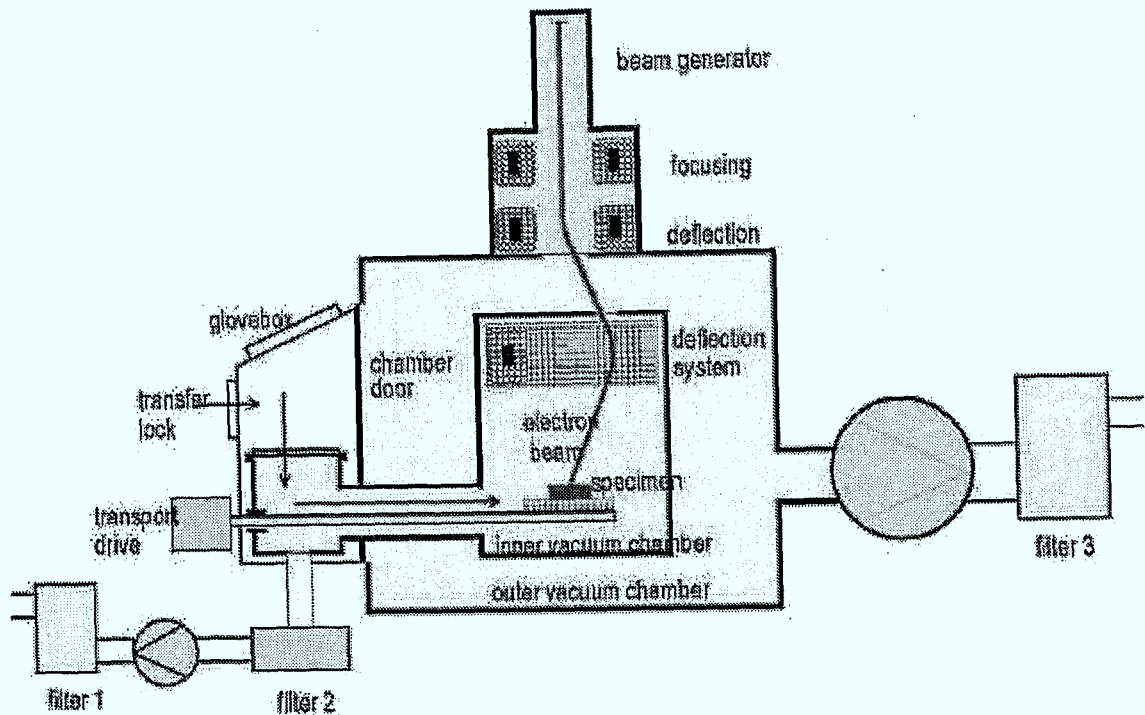 beam generator
focusing
deflection
glovebox
chamber
door
deflection
system
transfer
lock
electron
beam
specimen
transport
drive
inner vacuum chamber
filter 3
outer vacuum chamber
filter 1
filter 2